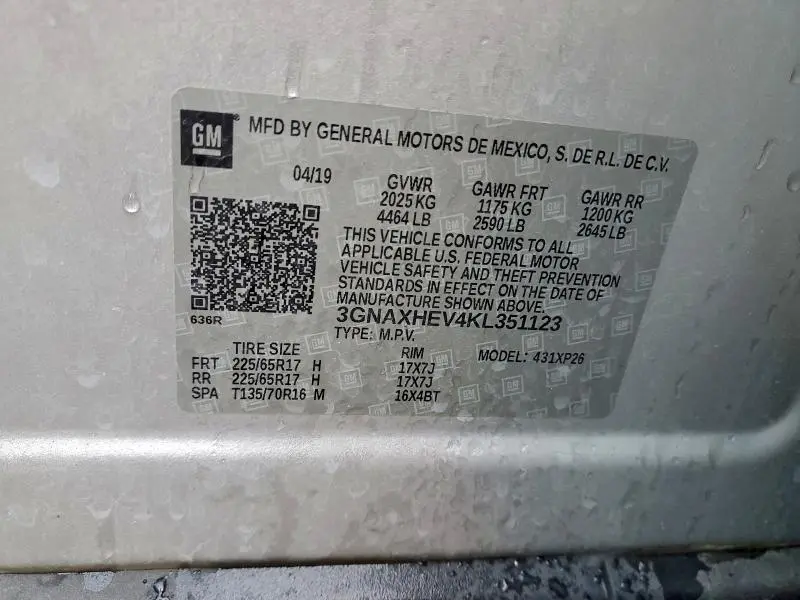 GM® MFD BY GENERAL MOTORS DE MEXICO, S. DE R.L. DE C.V.
04/19 GVWR GAWR FRT GAWR RR
2025 KG 1175 KG 1200 KG
4464 LB 2590 LB 2645 LB
THIS VEHICLE CONFORMS TO ALL
APPLICABLE U.S. FEDERAL MOTOR
VEHICLE SAFETY AND THEFT PREVENTION
STANDARDS IN EFFECT ON THE DATE OF
MANUFACTURE SHOWN ABOVE.
636R 3GNAXHEV4KL351123
TYPE: M.P.V.
TIRE SIZE RIM MODEL: 431XP26
FRT 225/65R17 H 17X7J
RR 225/65R17 H 17X7J
SPA T135/70R16 M 16X4BT